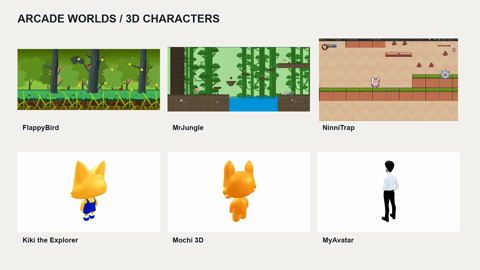 ARCADE WORLDS / 3D CHARACTERS
FlappyBird
MrJungle
NinniTrap
Kiki the Explorer
Mochi 3D
MyAvatar